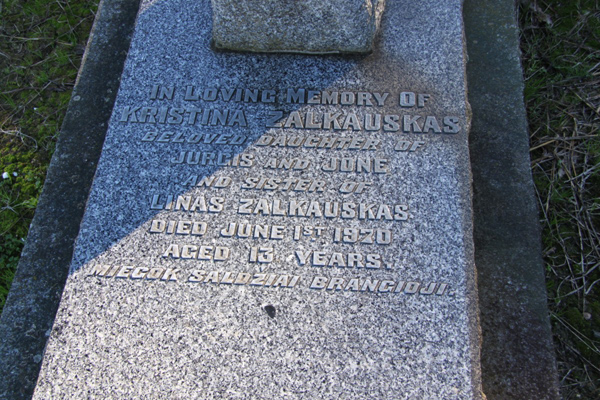 IN LOVING MEMORY OF
KRISTINA ZALKAUSKAS
BELOVED DAUGHTER OF
JURGIS AND JUNE
AND SISTER OF
LINAS ZALKAUSKAS
DIED JUNE 1ST 1970
AGED 13 YEARS.
MIEGOK SALDZIAI BRANGIOJI.